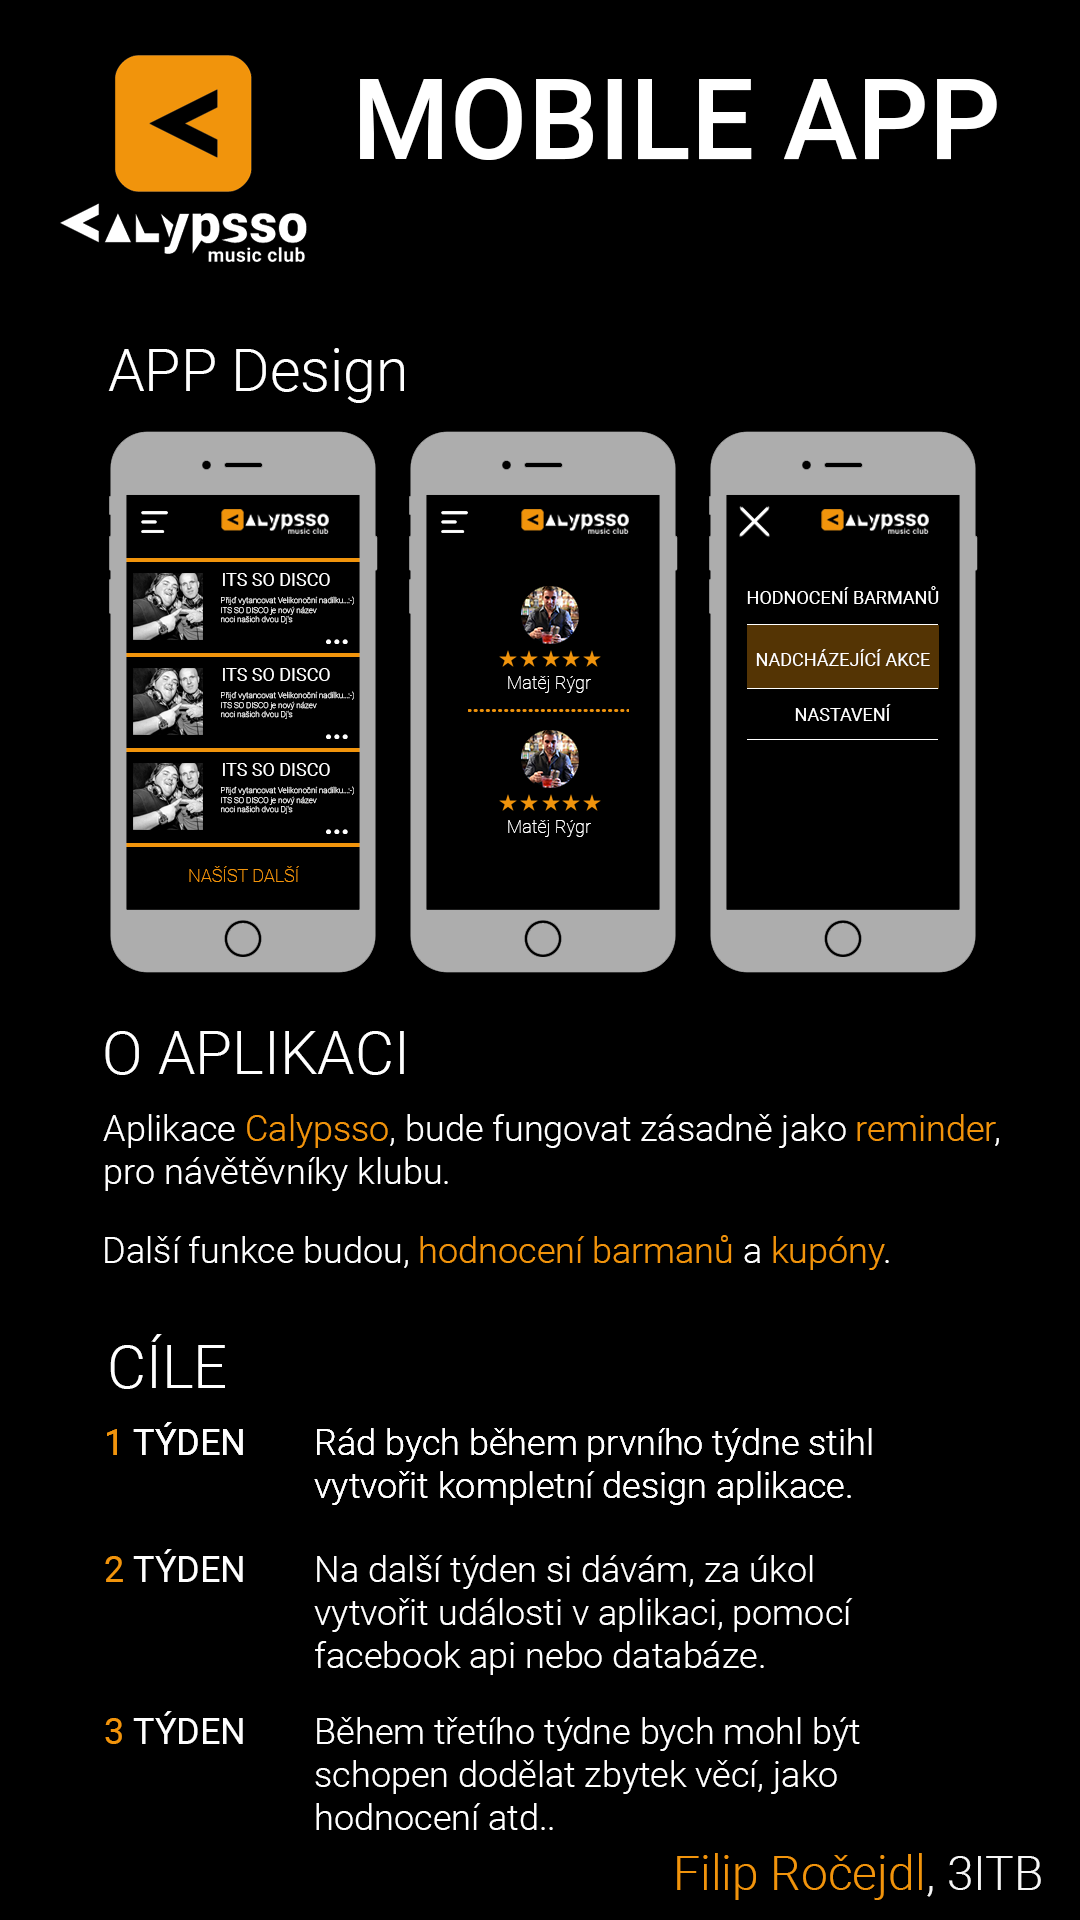 MOBILE APP
CALYPSSO
music club
APP Design
CALYPSSO
music club
ITS SO DISCO
Přijď vytancovat Velikonoční nadílku...:-)
ITS SO DISCO je nový název
noci našich dvou Dj's
ITS SO DISCO
Přijď vytancovat Velikonoční nadílku...:-)
ITS SO DISCO je nový název
noci našich dvou Dj's
ITS SO DISCO
Přijď vytancovat Velikonoční nadílku...:-)
ITS SO DISCO je nový název
noci našich dvou Dj's
NAŠÍST DALŠÍ
CALYPSSO
music club
Matěj Rýgr
Matěj Rýgr
CALYPSSO
music club
HODNOCENÍ BARMANŮ
NADCHÁZEJÍCÍ AKCE
NASTAVENÍ
O APLIKACI
Aplikace Calypsso, bude fungovat zásadně jako reminder,
pro návětěvníky klubu.
Další funkce budou, hodnocení barmanů a kupóny.
CÍLE
1 TÝDEN
Rád bych během prvního týdne stihl
vytvořit kompletní design aplikace.
2 TÝDEN
Na další týden si dávám, za úkol
vytvořit události v aplikaci, pomocí
facebook api nebo databáze.
3 TÝDEN
Během třetího týdne bych mohl být
schopen dodělat zbytek věcí, jako
hodnocení atd..
Filip Ročejdl, 3ITB